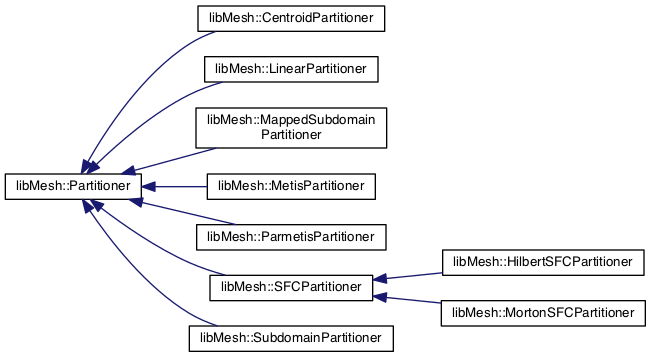 libMesh::CentroidPartitioner
libMesh::LinearPartitioner
libMesh::MappedSubdomain
Partitioner
libMesh::Partitioner
libMesh::MetisPartitioner
libMesh::ParmetisPartitioner
libMesh::SFCPartitioner
libMesh::HilbertSFCPartitioner
libMesh::MortonSFCPartitioner
libMesh::SubdomainPartitioner